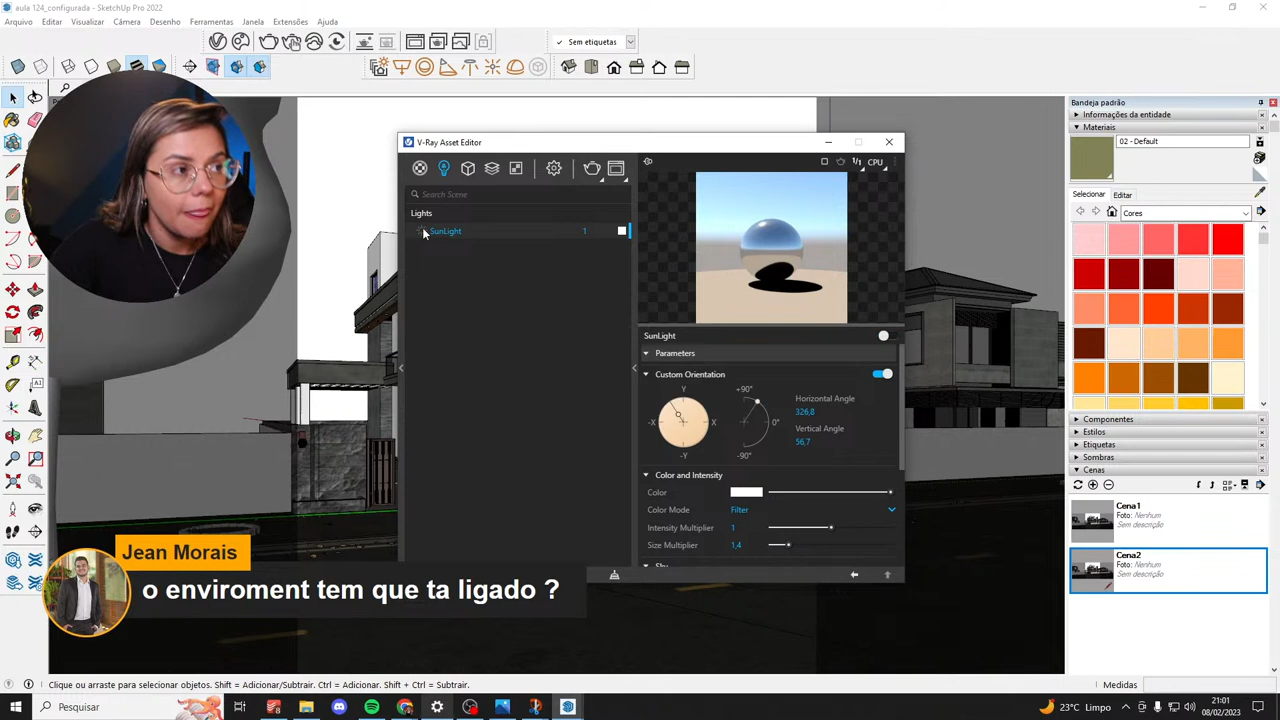 aula 124_configurada - SketchUp Pro 2022
Arquivo Editar Visualizar Câmera Desenho Ferramentas Janela Extensões Ajuda
Sem etiquetas
V-Ray Asset Editor
CPU
Search Scene
Lights
SunLight 1
SunLight
Parameters
Custom Orientation
Y
-X
X
-Y
+90°
0°
-90°
Horizontal Angle
326,8
Vertical Angle
56,7
Color and Intensity
Color
Color Mode Filter
Intensity Multiplier 1
Size Multiplier 1,4
Sky
Bandeja padrão
Informações da entidade
Materiais
02 - Default
Selecionar Editar
Cores
Componentes
Estilos
Etiquetas
Sombras
Cenas
Cena1
Foto: Nenhum
Sem descrição
Cena2
Foto: Nenhum
Sem descrição
Jean Morais
o enviroment tem que ta ligado ?
Clique ou arraste para selecionar objetos. Shift = Adicionar/Subtrair. Ctrl = Adicionar. Shift + Ctrl = Subtrair.
Medidas
Pesquisar
23°C Limpo
21:01
08/02/2023